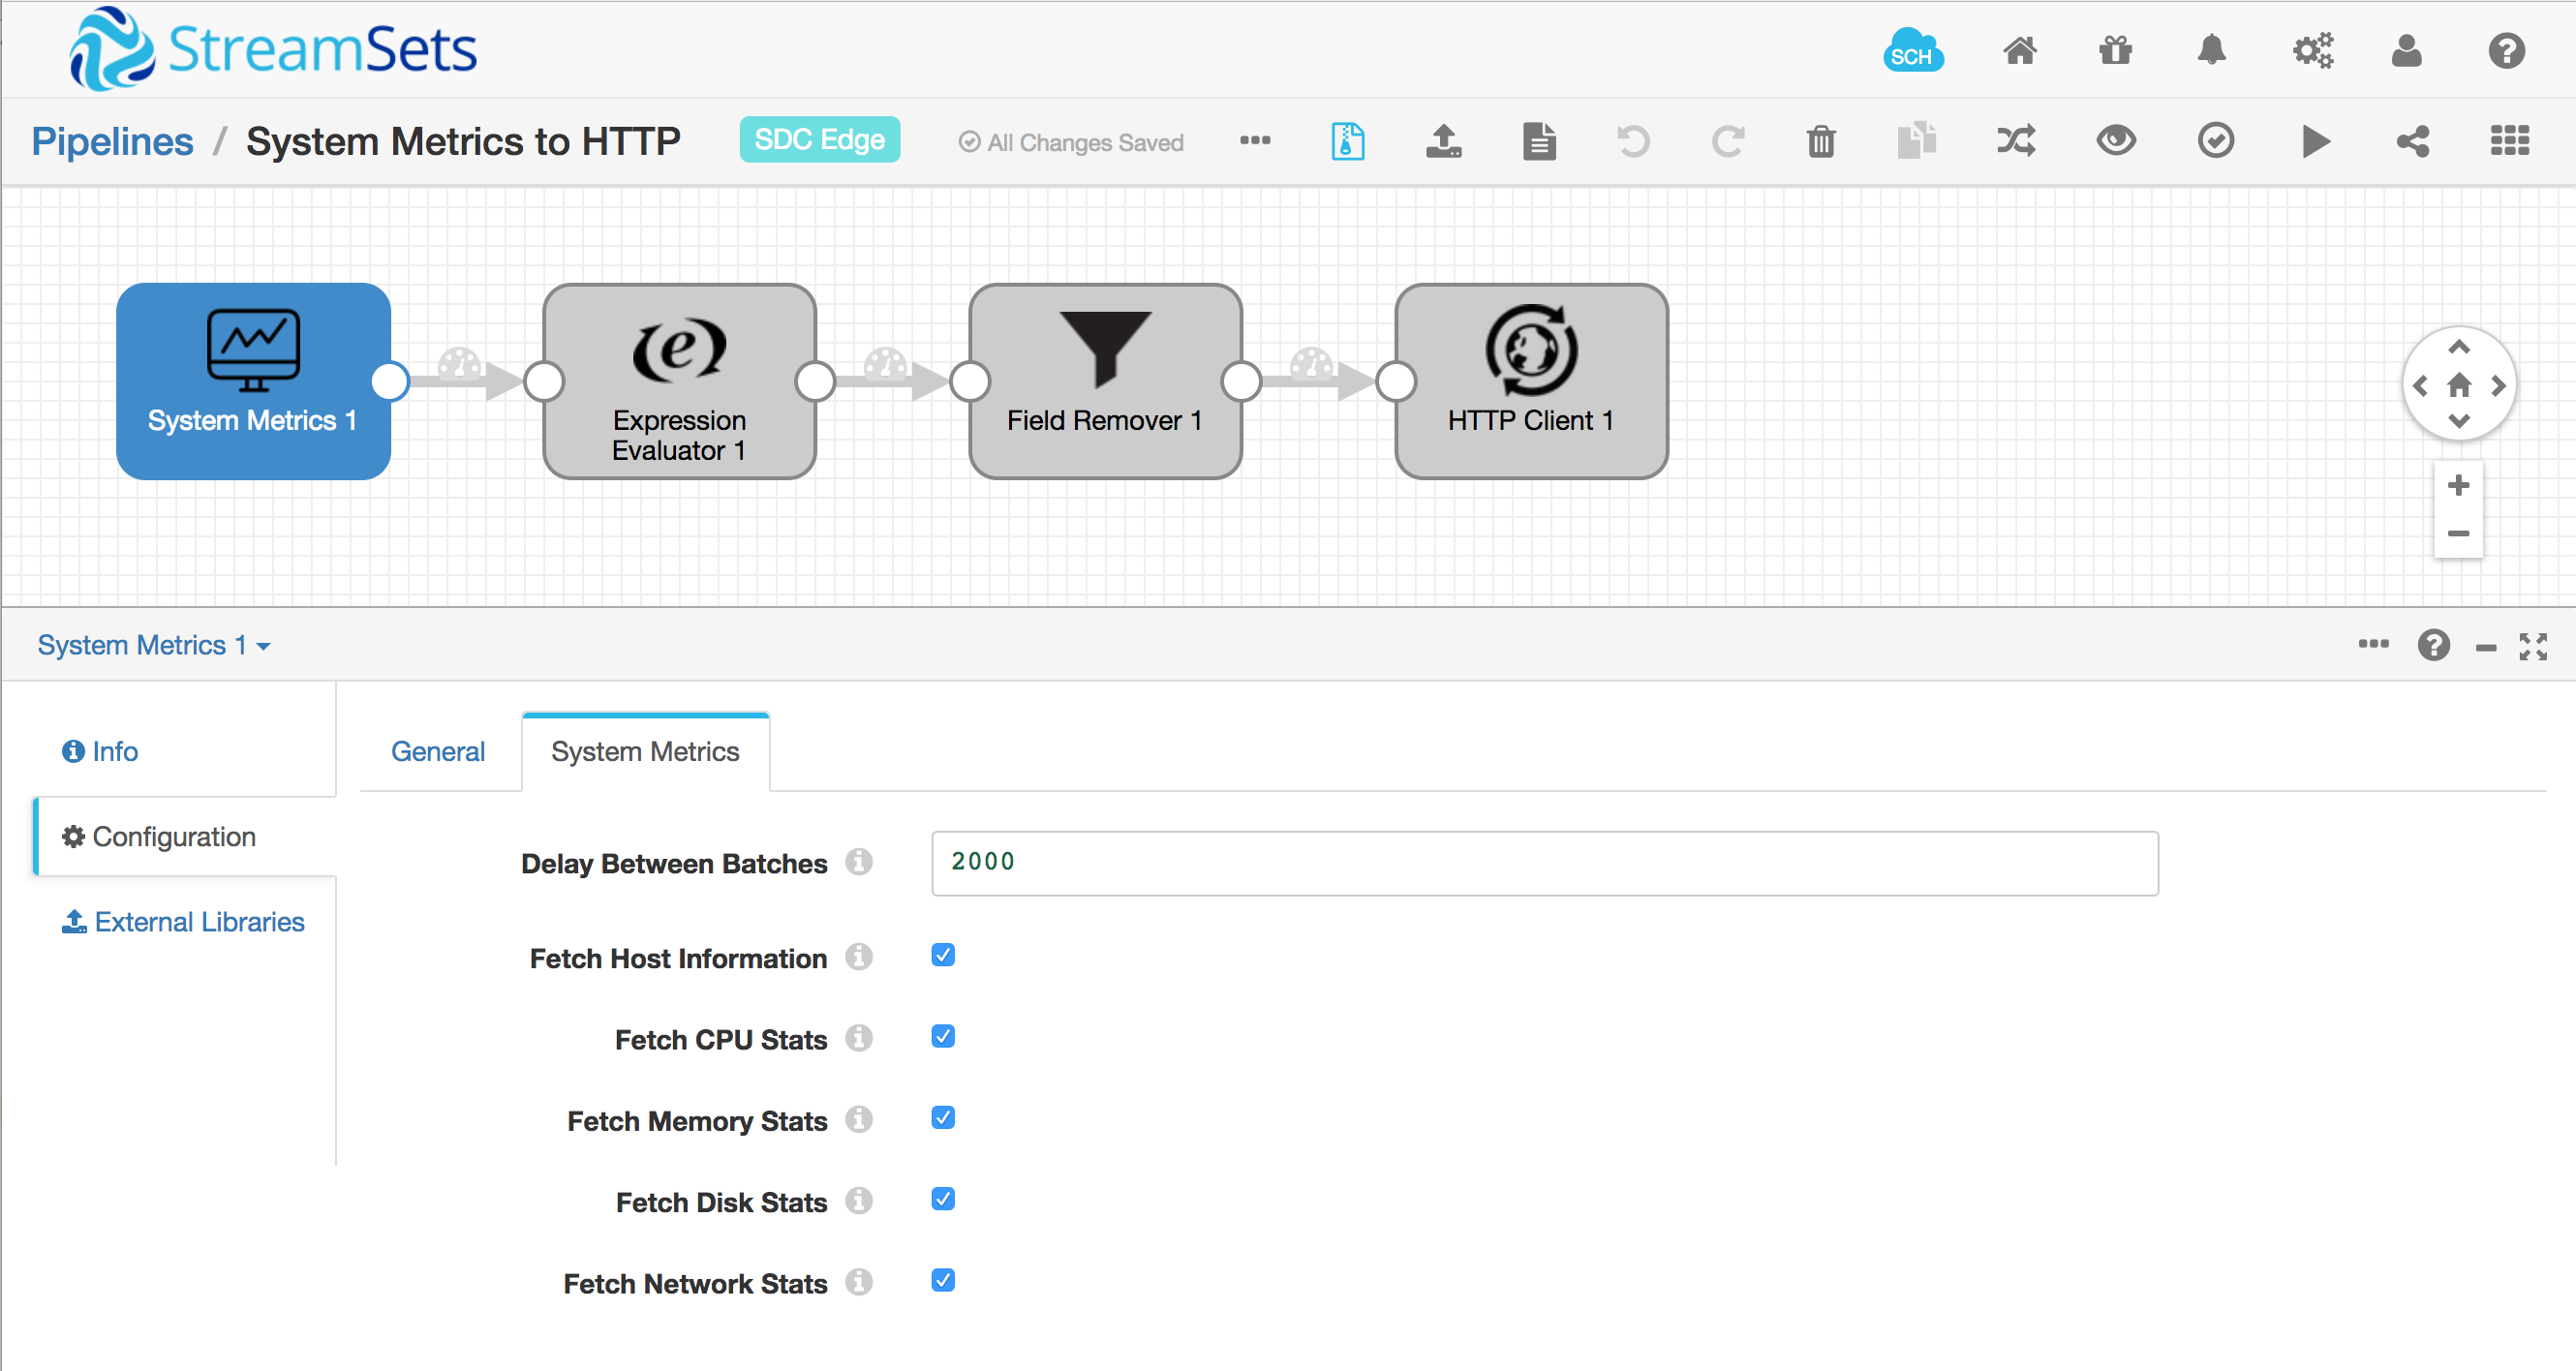 StreamSets
SCH
Pipelines / System Metrics to HTTP
SDC Edge
All Changes Saved
System Metrics 1
Expression
Evaluator 1
Field Remover 1
HTTP Client 1
System Metrics 1
Info
Configuration
External Libraries
General
System Metrics
Delay Between Batches
2000
Fetch Host Information
Fetch CPU Stats
Fetch Memory Stats
Fetch Disk Stats
Fetch Network Stats